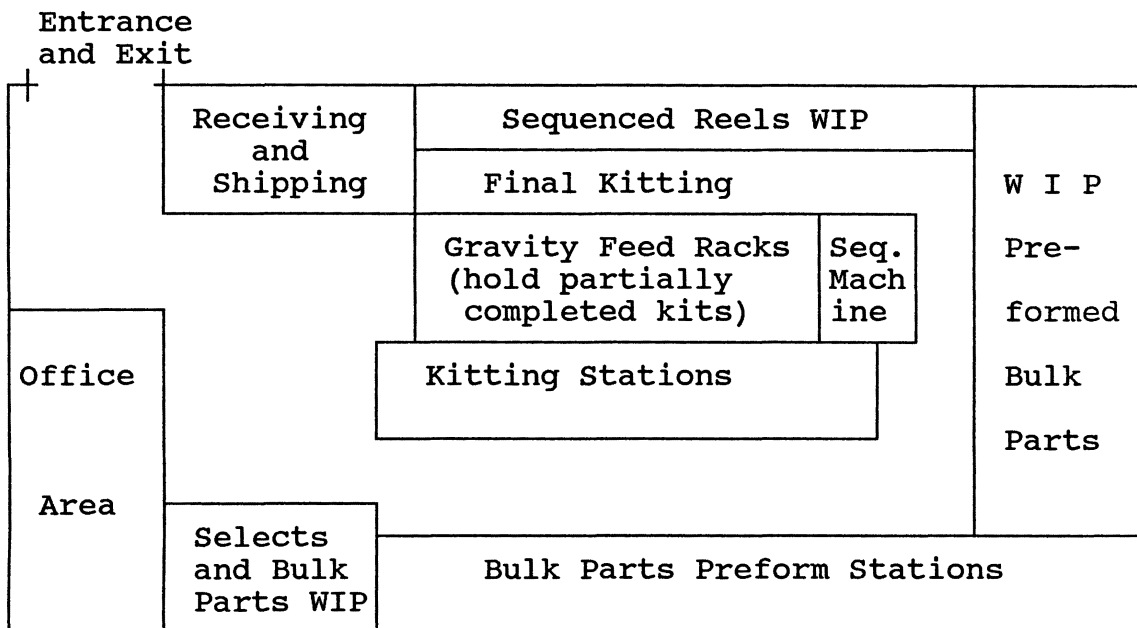 Entrance
and Exit
Receiving
and
Shipping
Sequenced Reels WIP
Final Kitting
Gravity Feed Racks
(hold partially
completed kits)
Seq.
Mach
ine
W I P
Pre-
formed
Bulk
Parts
Kitting Stations
Office
Area
Selects
and Bulk
Parts WIP
Bulk Parts Preform Stations